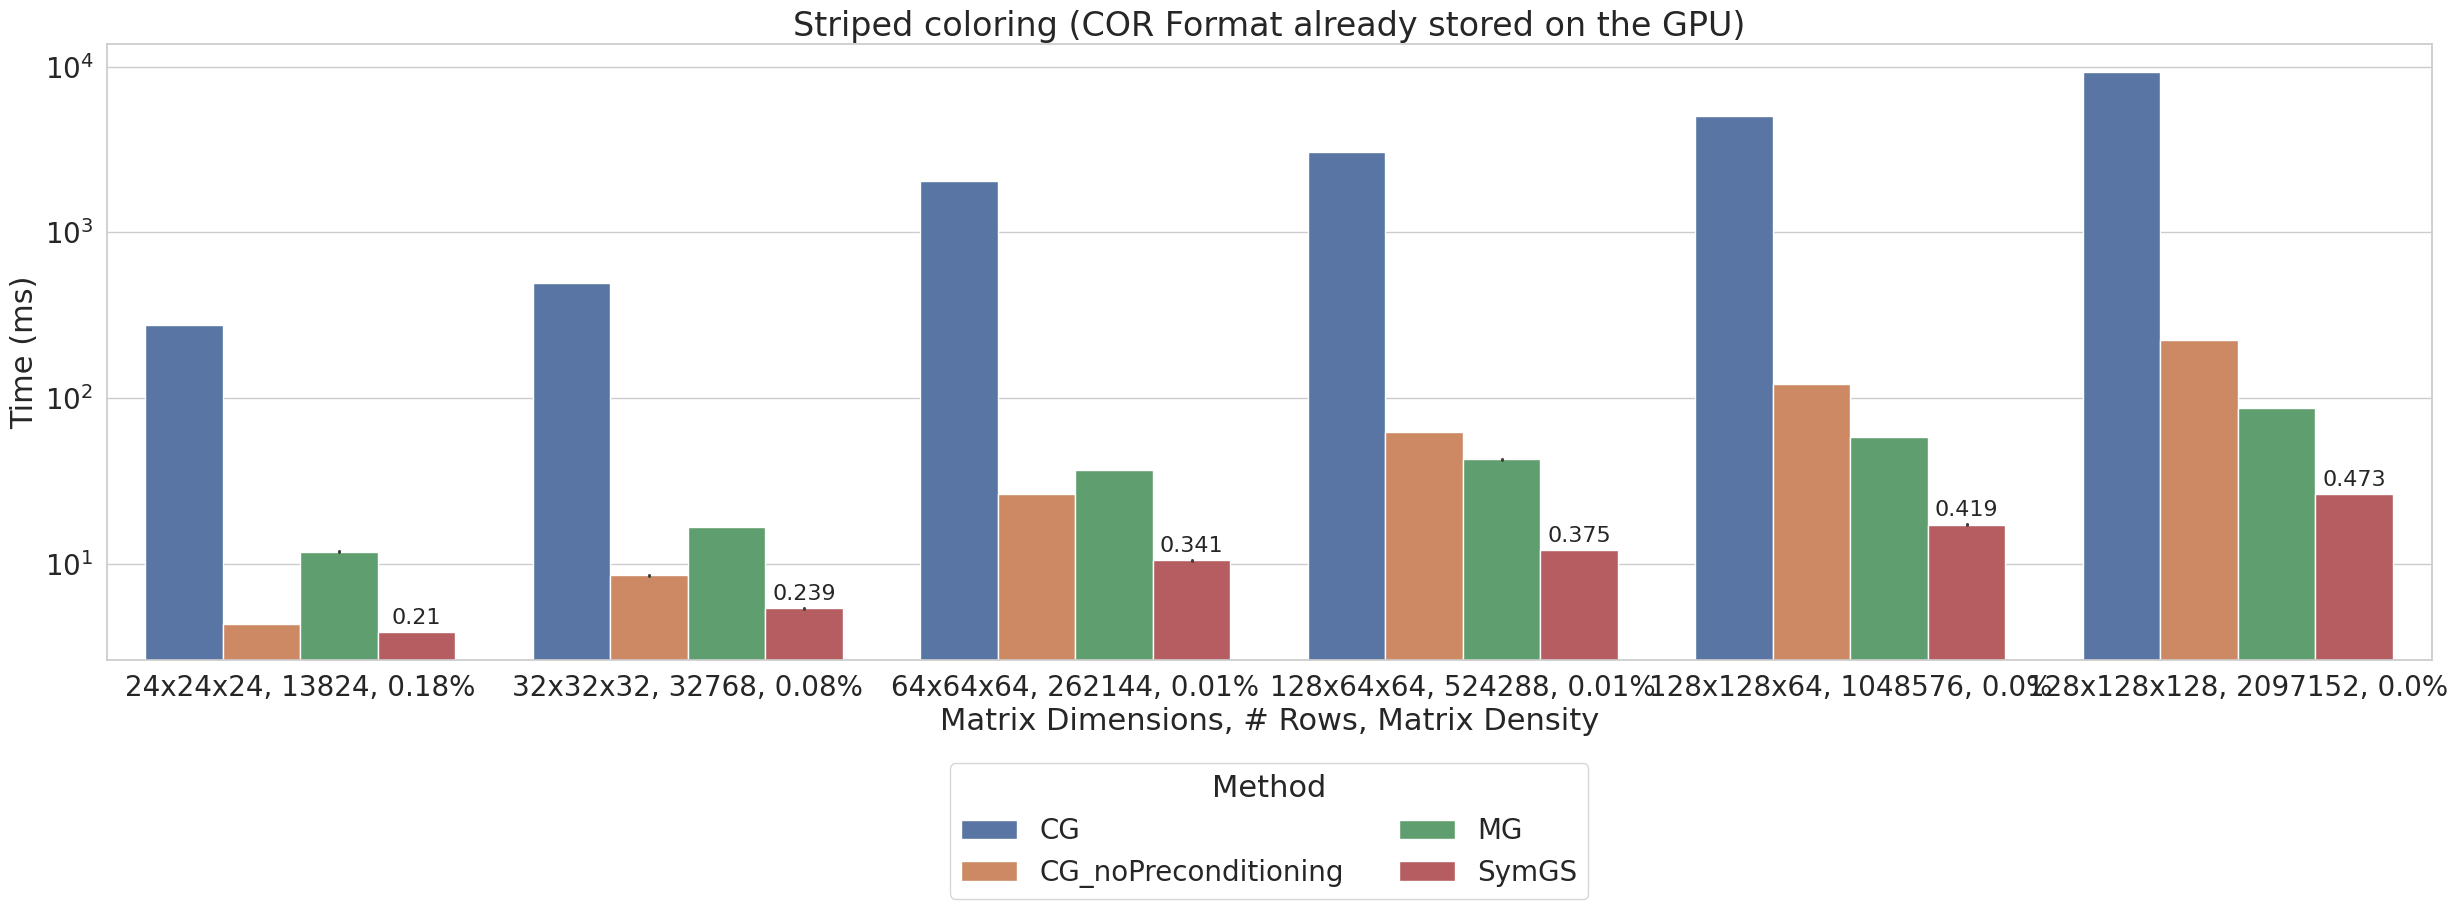 Striped coloring (COR Format already stored on the GPU)
Time (ms)
10^4
10^3
10^2
10^1
0.21
0.239
0.341
0.375
0.419
0.473
24x24x24, 13824, 0.18%
32x32x32, 32768, 0.08%
64x64x64, 262144, 0.01%
128x64x64, 524288, 0.01%
128x128x64, 1048576, 0.0%
128x128x128, 2097152, 0.0%
Matrix Dimensions, # Rows, Matrix Density
Method
CG
CG_noPreconditioning
MG
SymGS